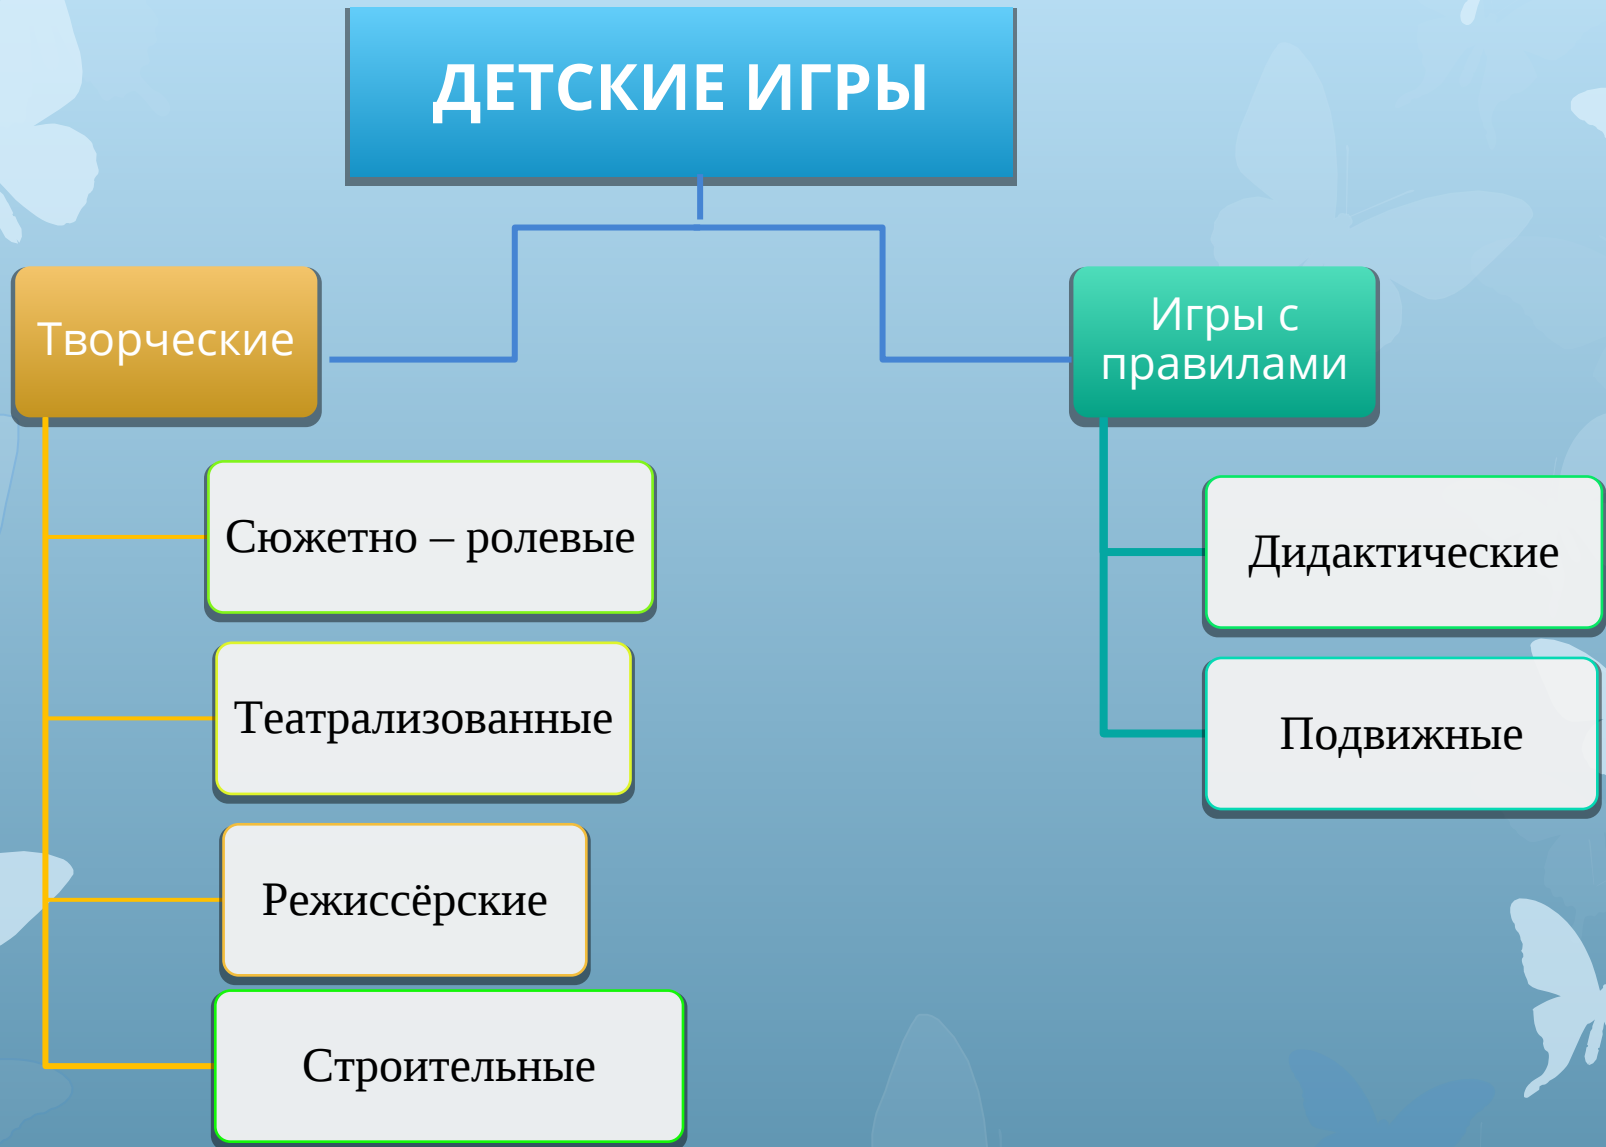 ДЕТСКИЕ ИГРЫ
Творческие
Игры с
правилами
Сюжетно – ролевые
Театрализованные
Режиссёрские
Строительные
Дидактические
Подвижные